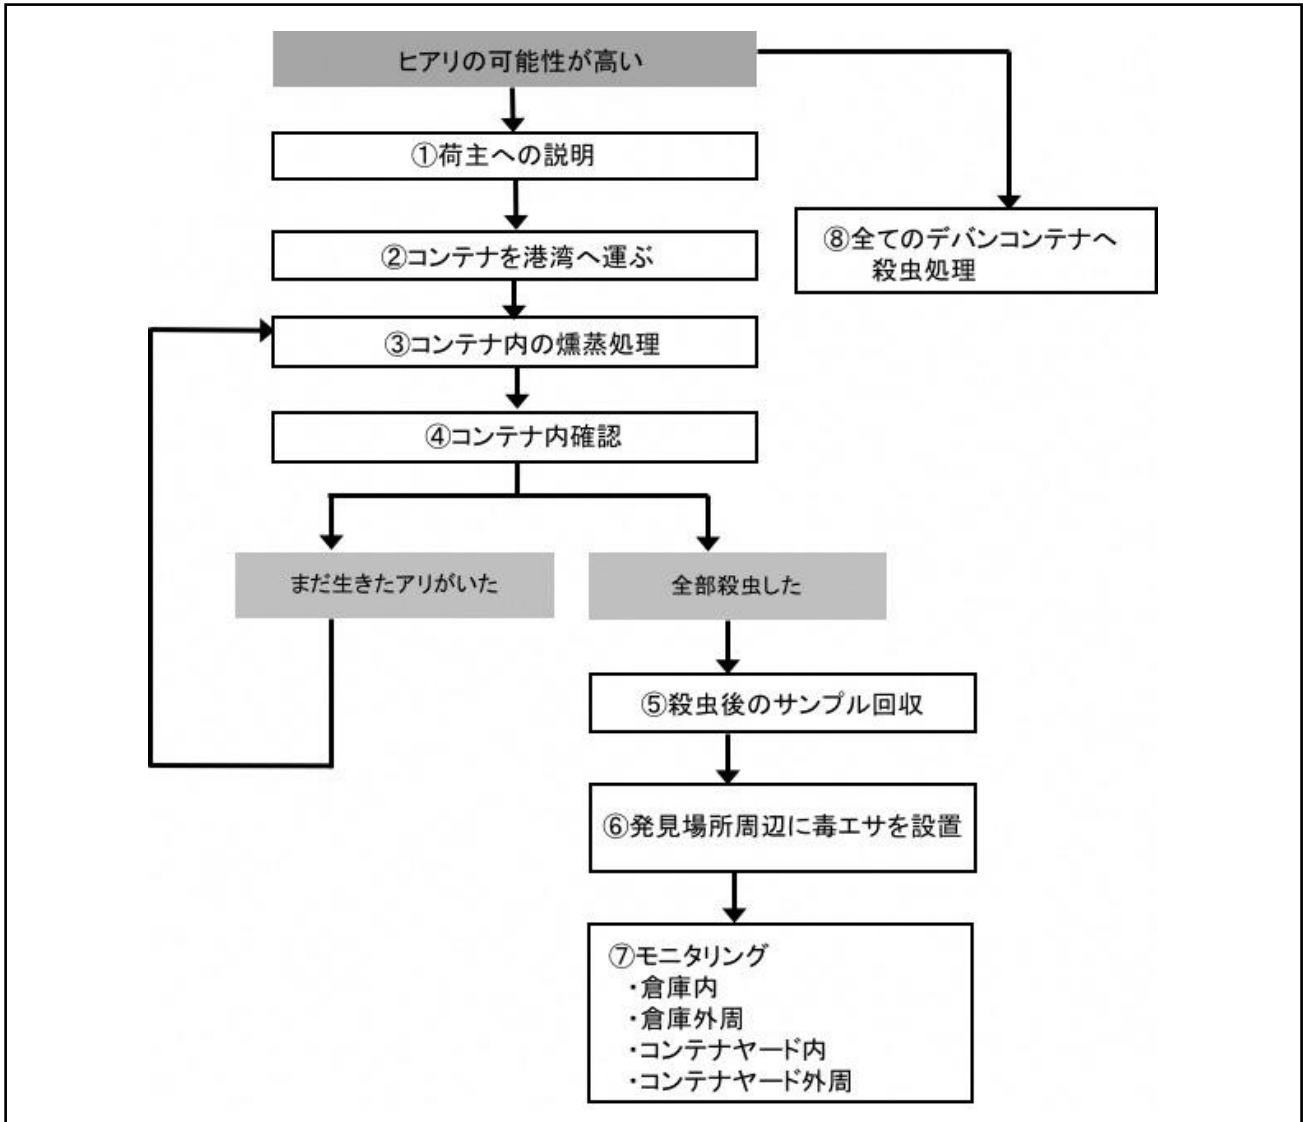 ヒアリの可能性が高い
①荷主への説明
②コンテナを港湾へ運ぶ
⑧全てのデバンコンテナへ
殺虫処理
③コンテナ内の燻蒸処理
④コンテナ内確認
まだ生きたアリがいた
全部殺虫した
⑤殺虫後のサンプル回収
⑥発見場所周辺に毒エサを設置
⑦モニタリング
・倉庫内
・倉庫外周
・コンテナヤード内
・コンテナヤード外周